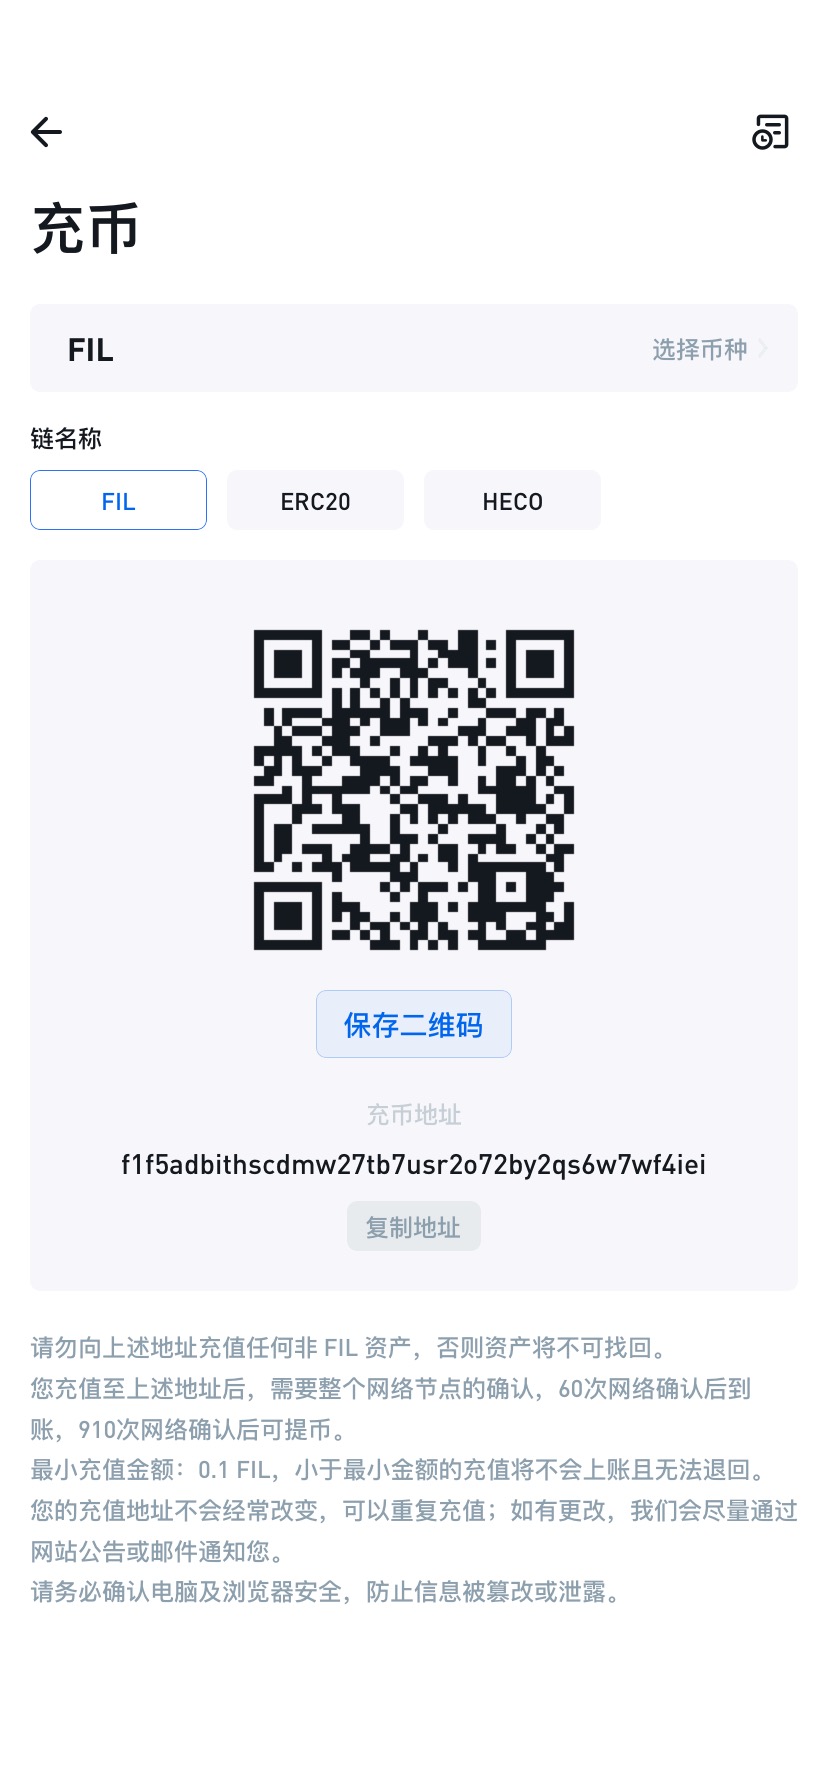 充币
FIL 选择币种
链名称
FIL ERC20 HECO
保存二维码
充币地址
f1f5adbithscdmw27tb7usr2o72by2qs6w7wf4iei
复制地址
请勿向上述地址充值任何非 FIL 资产，否则资产将不可找回。
您充值至上述地址后，需要整个网络节点的确认，60次网络确认后到
账，910次网络确认后可提币。
最小充值金额：0.1 FIL，小于最小金额的充值将不会上账且无法退回。
您的充值地址不会经常改变，可以重复充值；如有更改，我们会尽量通过
网站公告或邮件通知您。
请务必确认电脑及浏览器安全，防止信息被篡改或泄露。